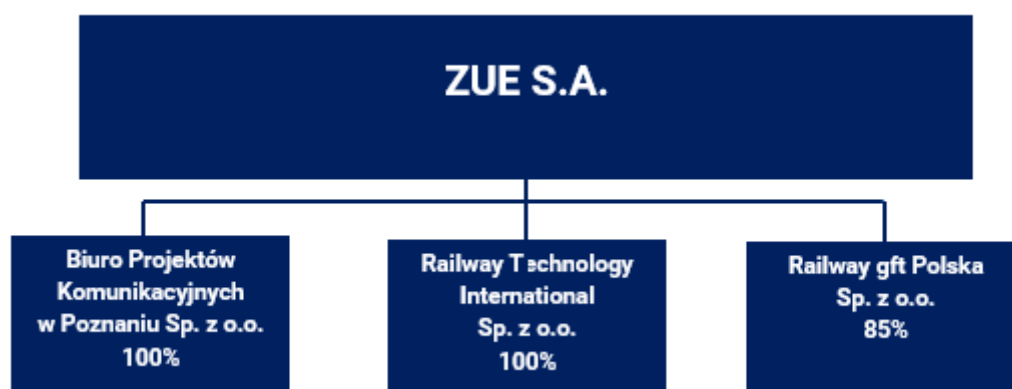 ZUE S.A.
Biuro Projektów
Komunikacyjnych
w Poznaniu Sp. z o.o.
100%
Railway Technology
International
Sp. z o.o.
100%
Railway gft Polska
Sp. z o.o.
85%